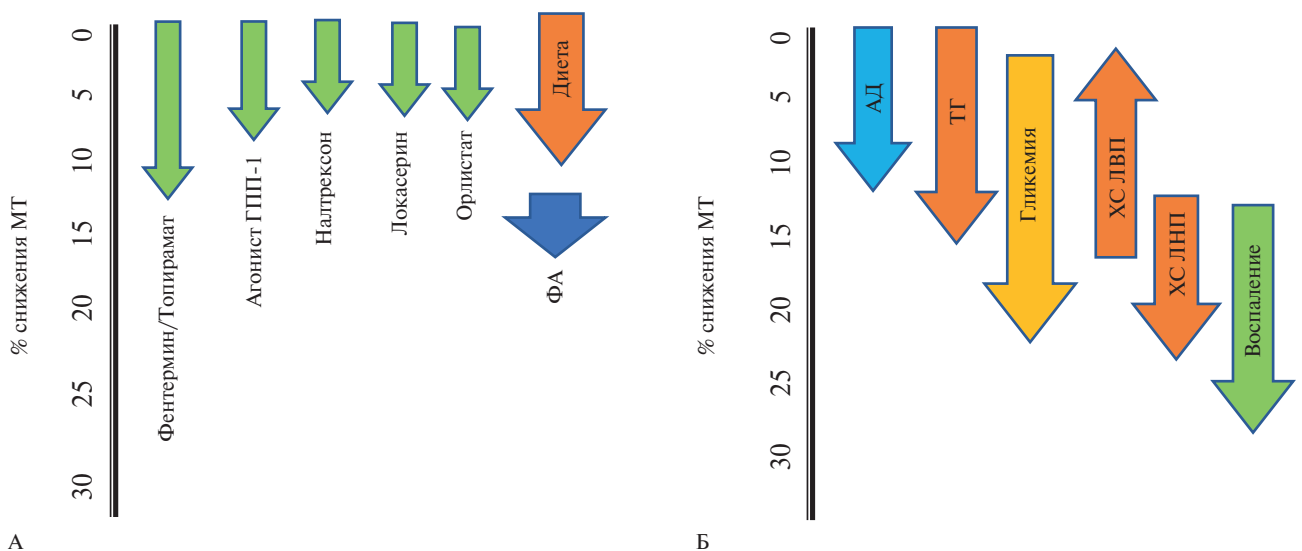 % снижения МТ
0
5
10
15
20
25
30
Фентермин/Топирамат
Агонист ГПП-1
Налтрексон
Локасерин
Орлистат
Диета
ФА
А
% снижения МТ
0
5
10
15
20
25
30
АД
ТГ
Гликемия
ХС ЛВП
ХС ЛНП
Воспаление
Б